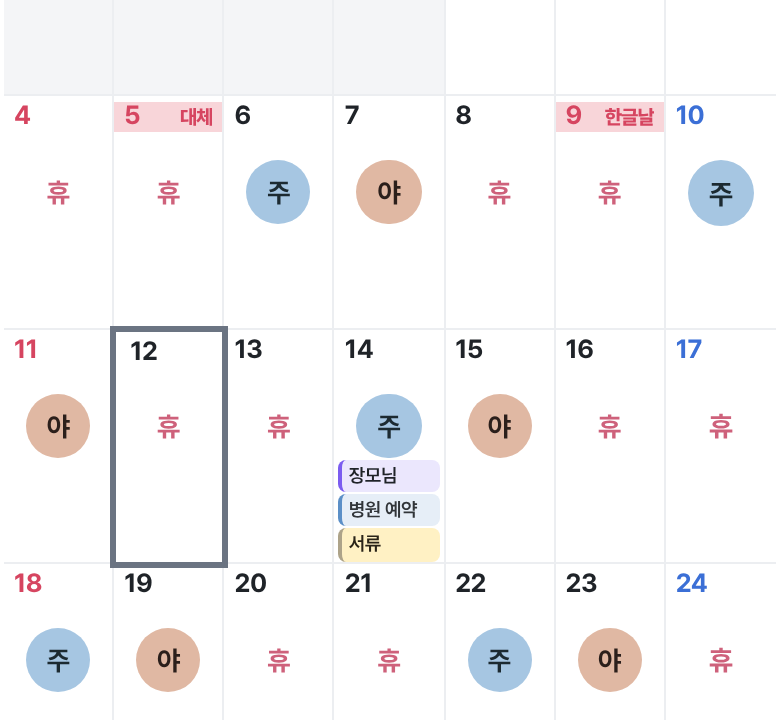 4 5 대체 6 7 8 9 한글날 10
휴 휴 주 야 휴 휴 주
11 12 13 14 15 16 17
야 휴 휴 주 야 휴 휴
장모님
병원 예약
서류
18 19 20 21 22 23 24
주 야 휴 휴 주 야 휴